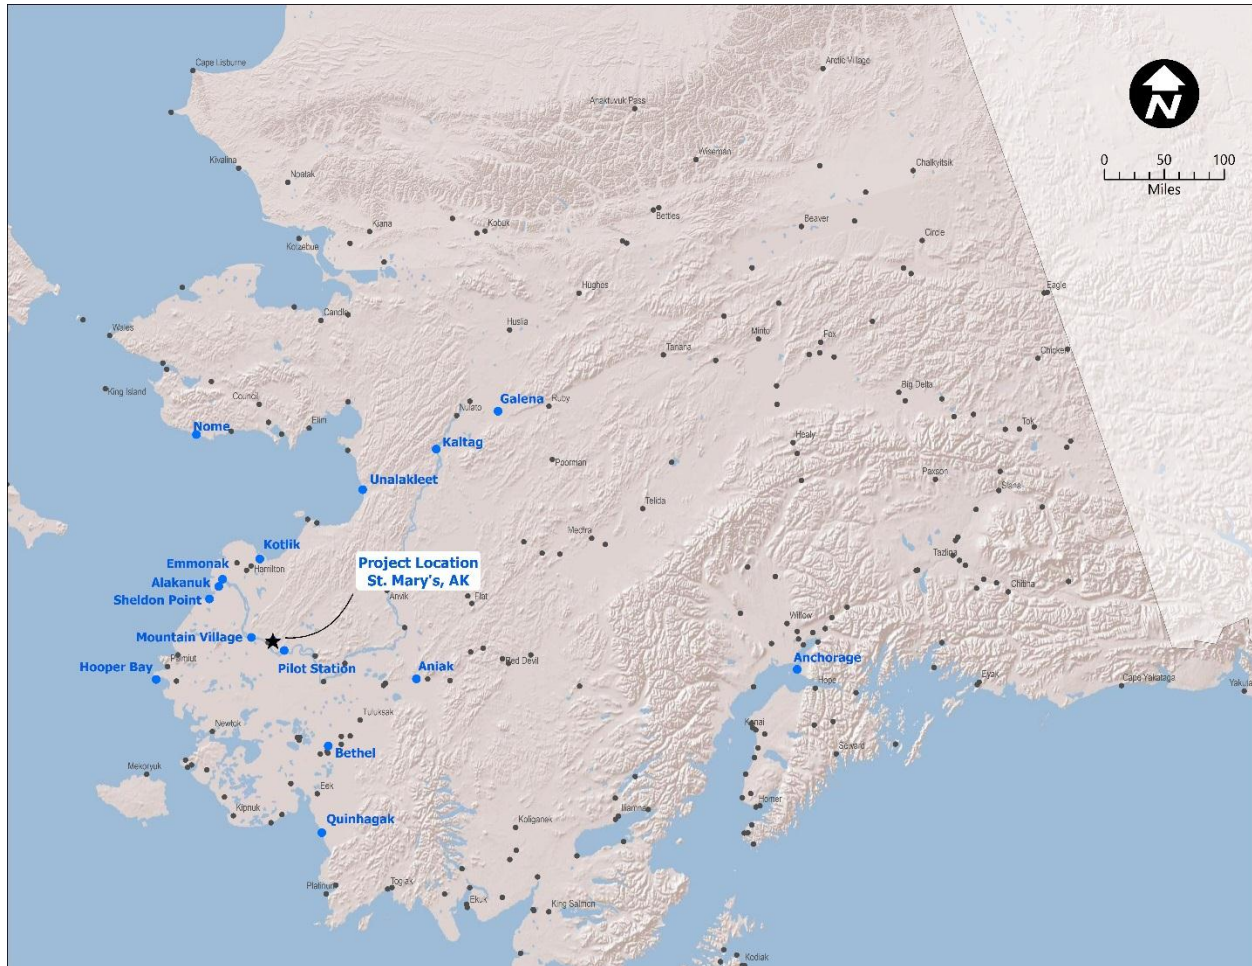 Cape Lisburne
Arctic Village
Anaktuvuk Pass
N
0 50 100
Miles
Wiseman
Kivalina
Chalkyitsik
Noatak
Bettles
Kiana
Kobuk
Beaver
Kotzebue
Circle
Hughes
Eagle
Candle
Huslia
Wales
Minto
Fox
Tanana
Chicken
King Island
Big Delta
Council
Galena
Ruby
Nulato
Nome
Elim
Tok
Kaltag
Healy
Poorman
Paxson
Unalakleet
Slana
Telida
Medfra
Kotlik
Tazlina
Emmonak
Hamilton
Project Location
St. Mary's, AK
Alakanuk
Chitina
Sheldon Point
Anvik
Flat
Willow
Mountain Village
Anchorage
Hooper Bay
Pilot Station
Aniak
Red Devil
Hope
Eyak
Cape Yakataga
Tuluksak
Newtok
Kenai
Seward
Bethel
Mekoryuk
Eek
Homer
Iliamna
Kipnuk
Quinhagak
Koliganek
Platinum
Togiak
Ekuk
King Salmon
Kodiak